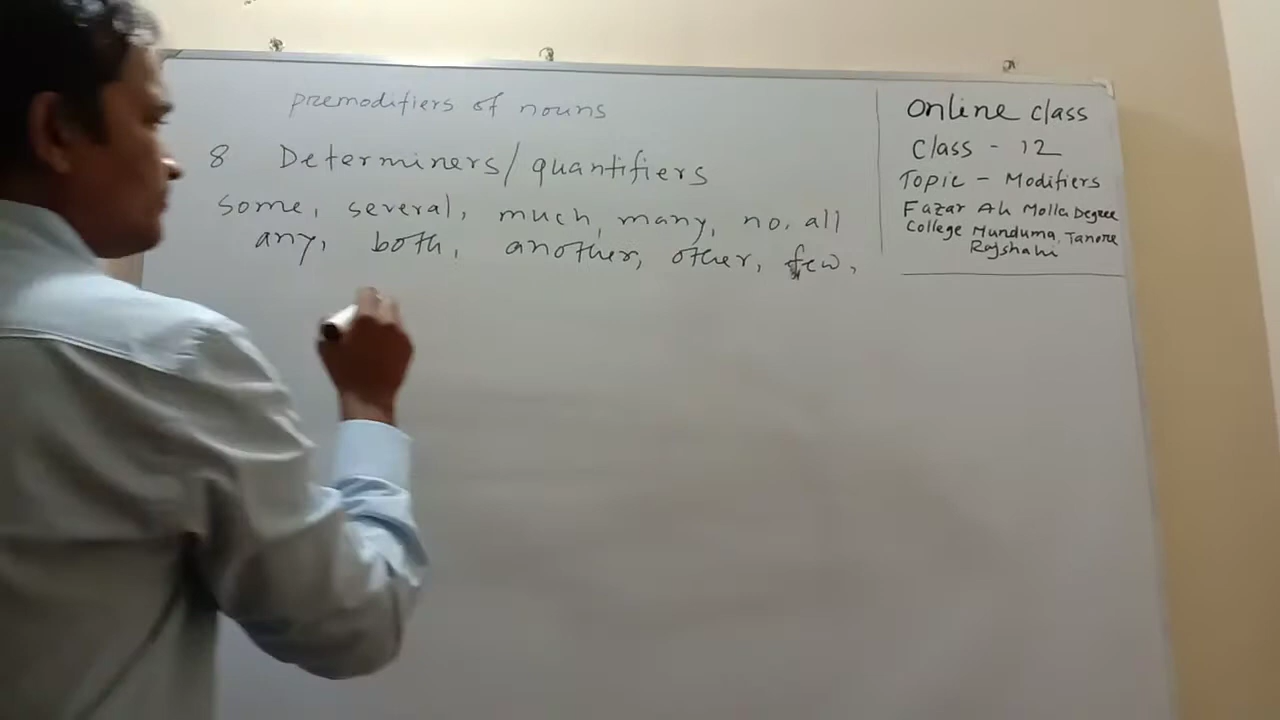 premodifiers of nouns
8 Determiners/quantifiers
some, several, much, many, no, all
any, both, another, other, few,
Online class
Class - 12
Topic - Modifiers
Fazar Ali Molla Degree
College Munduma, Tanore
Rajshahi